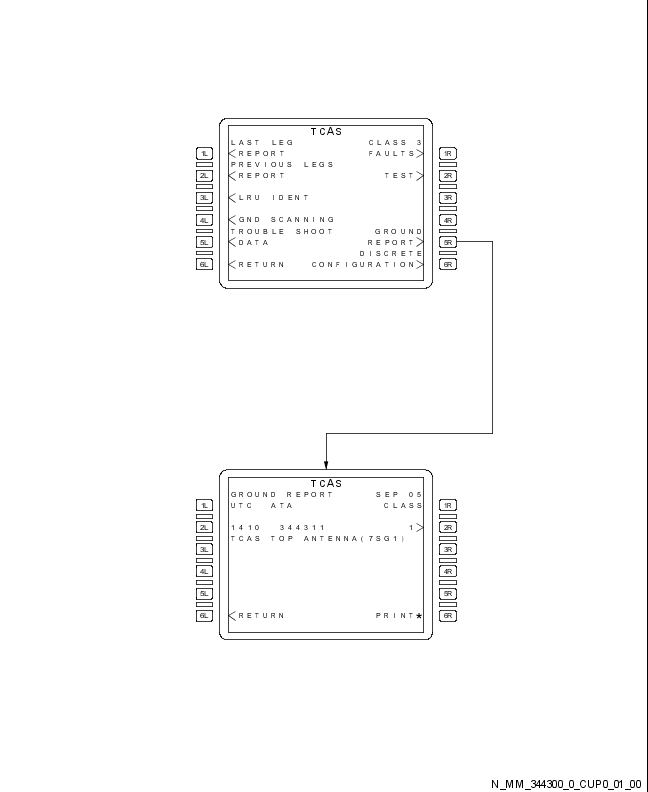 TCAS
LAST LEG CLASS 3
1L <REPORT FAULTS> 1R
PREVIOUS LEGS
2L <REPORT TEST> 2R
3L <LRU IDENT 3R
4L <GND SCANNING 4R
TROUBLE SHOOT GROUND
5L <DATA REPORT> 5R
DISCRETE
6L <RETURN CONFIGURATION> 6R
TCAS
GROUND REPORT SEP 05
1L UTC ATA CLASS 1R
2L 1410 344311 1> 2R
TCAS TOP ANTENNA(7SG1)
3L 3R
4L 4R
5L 5R
6L <RETURN PRINT* 6R
N_MM_344300_0_CUP0_01_00